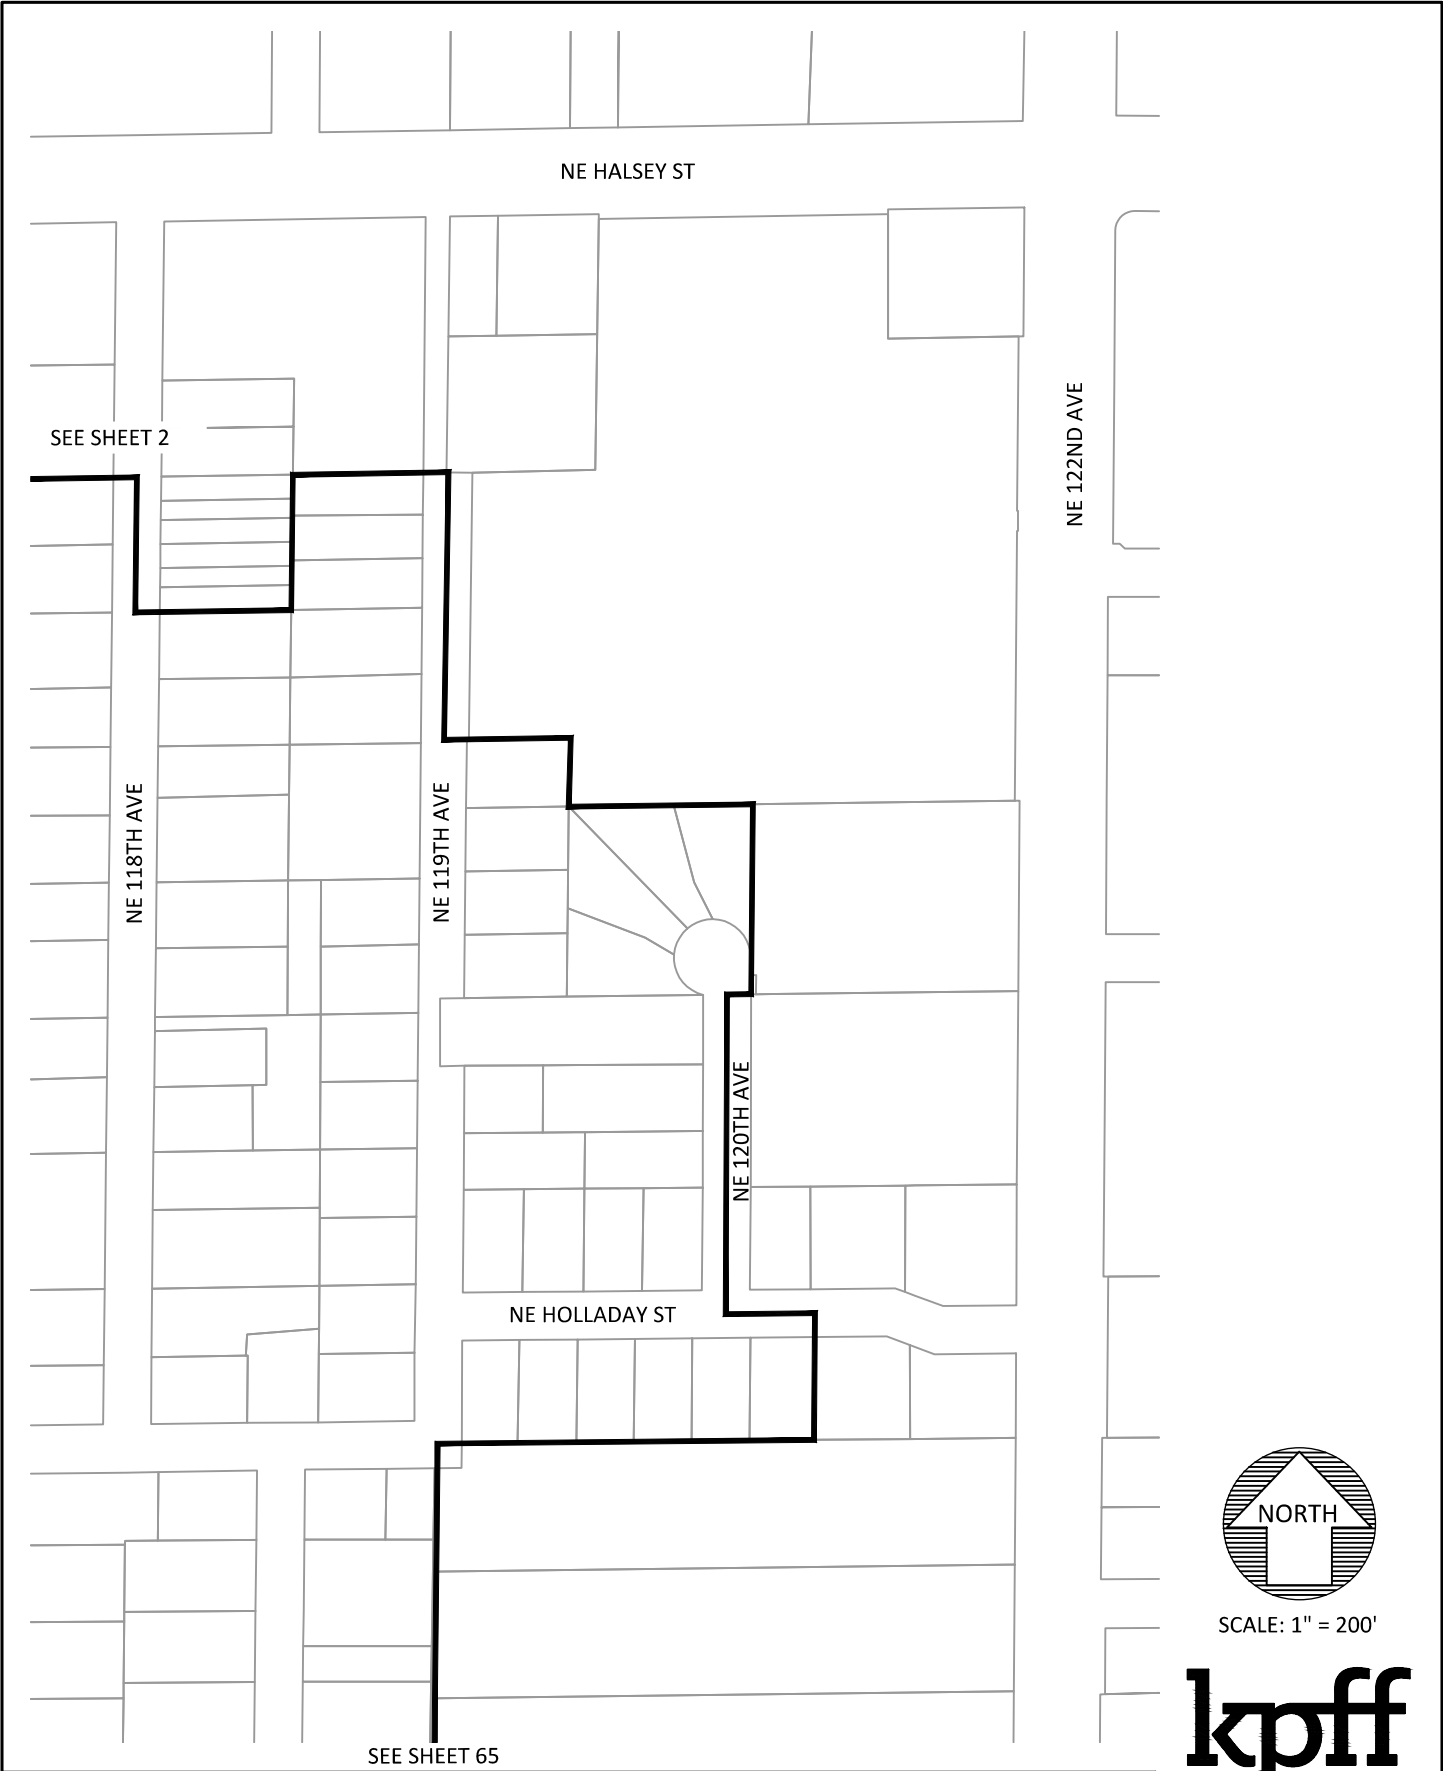 NE HALSEY ST
NE 122ND AVE
SEE SHEET 2
NE 118TH AVE
NE 119TH AVE
NE 120TH AVE
NE HOLLADAY ST
NORTH
SCALE: 1" = 200'
kpff
SEE SHEET 65